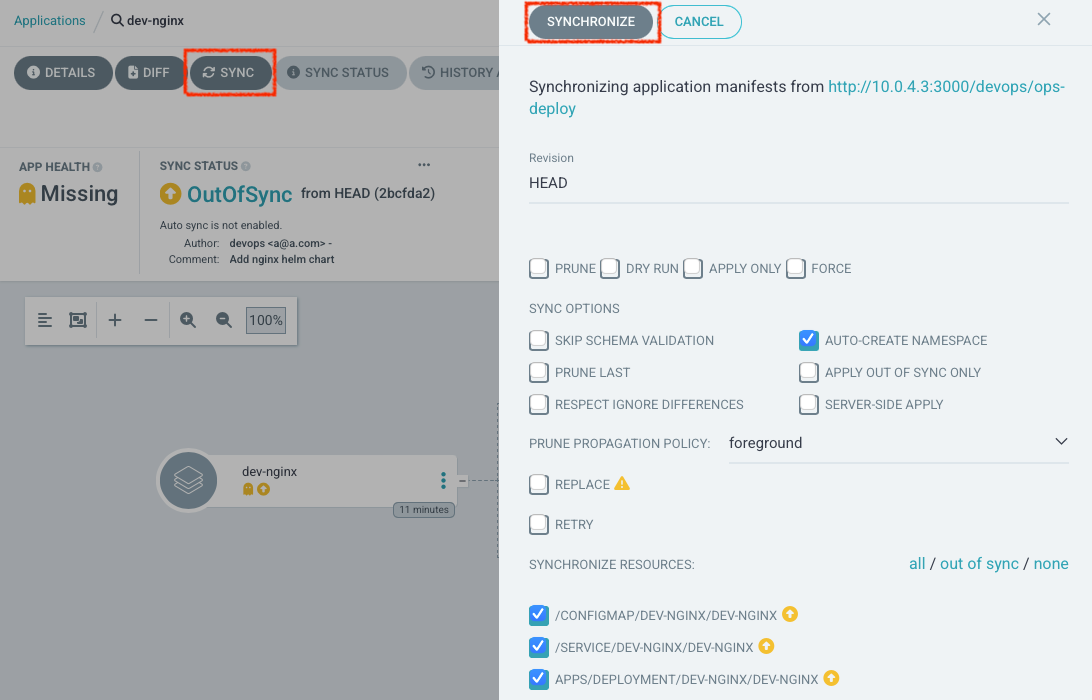 Applications / dev-nginx
DETAILS DIFF SYNC SYNC STATUS HISTORY A
APP HEALTH
Missing
SYNC STATUS
OutOfSync from HEAD (2bcfda2)
Auto sync is not enabled.
Author: devops <a@a.com> -
Comment: Add nginx helm chart
100%
dev-nginx
11 minutes
SYNCHRONIZE CANCEL
Synchronizing application manifests from http://10.0.4.3:3000/devops/ops-
deploy
Revision
HEAD
PRUNE DRY RUN APPLY ONLY FORCE
SYNC OPTIONS
SKIP SCHEMA VALIDATION AUTO-CREATE NAMESPACE
PRUNE LAST APPLY OUT OF SYNC ONLY
RESPECT IGNORE DIFFERENCES SERVER-SIDE APPLY
PRUNE PROPAGATION POLICY: foreground
REPLACE
RETRY
SYNCHRONIZE RESOURCES: all / out of sync / none
/CONFIGMAP/DEV-NGINX/DEV-NGINX
/SERVICE/DEV-NGINX/DEV-NGINX
APPS/DEPLOYMENT/DEV-NGINX/DEV-NGINX